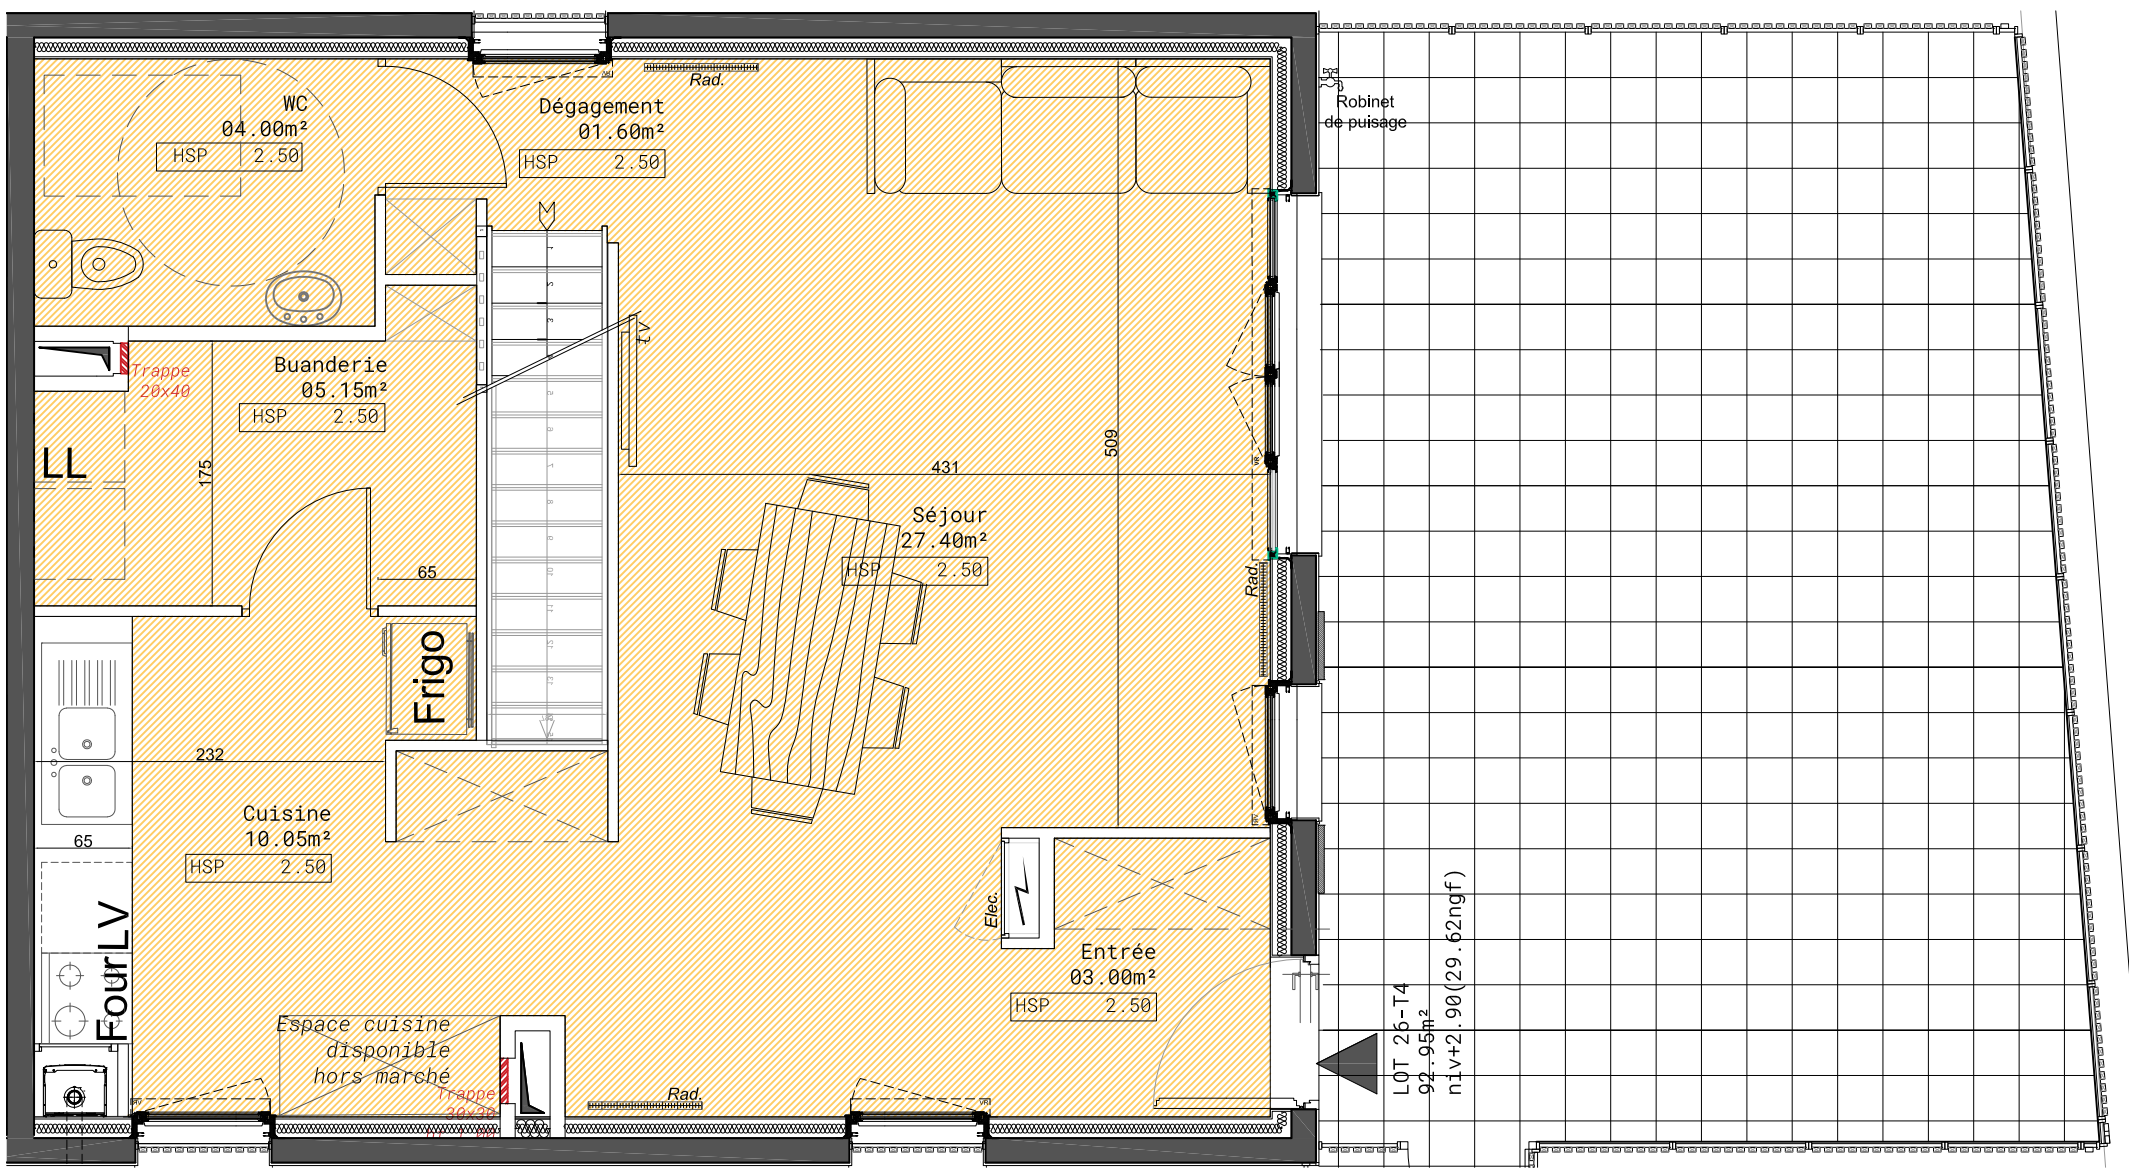 WC
04.00m²
HSP 2.50
Rad.
Dégagement
01.60m²
HSP 2.50
Robinet
de puisage
Trappe
20x40
Buanderie
05.15m²
HSP 2.50
LL
175
65
tv
431
509
Séjour
27.40m²
HSP 2.50
Rad.
Frigo
232
Cuisine
10.05m²
HSP 2.50
65
LV
Four
Elec.
Entrée
03.00m²
HSP 2.50
Espace cuisine
disponible
hors marché
Trappe
30x30
Rad.
LOT 26-T4
92.95m²
niv+2.90(29.62ngf)